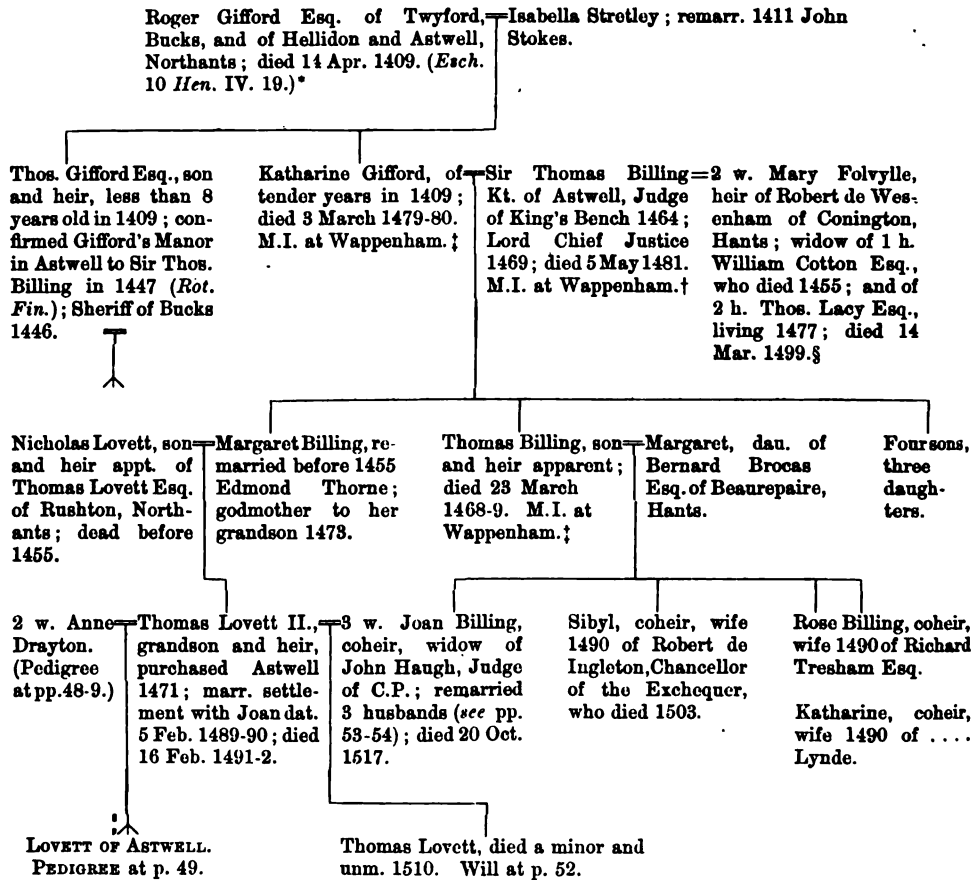 Roger Gifford Esq. of Twyford,
Bucks, and of Hellidon and Astwell,
Northants; died 14 Apr. 1409. (Esch.
10 Hen. IV. 19.)*
Isabella Stretley; remarr. 1411 John
Stokes.
Thos. Gifford Esq., son
and heir, less than 8
years old in 1409; con-
firmed Gifford's Manor
in Astwell to Sir Thos.
Billing in 1447 (Rot.
Fin.); Sheriff of Bucks
1446.
Katharine Gifford, of
tender years in 1409;
died 3 March 1479-80.
M.I. at Wappenham.‡
Sir Thomas Billing
Kt. of Astwell, Judge
of King's Bench 1464;
Lord Chief Justice
1469; died 5 May 1481.
M.I. at Wappenham.†
=2 w. Mary Folvylle,
heir of Robert de Wes-
enham of Conington,
Hants; widow of 1 h.
William Cotton Esq.,
who died 1455; and of
2 h. Thos. Lacy Esq.,
living 1477; died 14
Mar. 1499.§
Nicholas Lovett, son
and heir appt. of
Thomas Lovett Esq.
of Rushton, North-
ants; dead before
1455.
Margaret Billing, re-
married before 1455
Edmond Thorne;
godmother to her
grandson 1473.
Thomas Billing, son
and heir apparent;
died 23 March
1468-9. M.I. at
Wappenham.‡
Margaret, dau. of
Bernard Brocas
Esq. of Beaurepaire,
Hants.
Four sons,
three
daugh-
ters.
2 w. Anne
Drayton.
(Pedigree
at pp. 48-9.)
Thomas Lovett II.,
grandson and heir,
purchased Astwell
1471; marr. settle-
ment with Joan dat.
5 Feb. 1489-90; died
16 Feb. 1491-2.
3 w. Joan Billing,
coheir, widow of
John Haugh, Judge
of C.P.; remarried
3 husbands (see pp.
53-54); died 20 Oct.
1517.
Sibyl, coheir, wife
1490 of Robert de
Ingleton, Chancellor
of the Exchequer,
who died 1503.
Rose Billing, coheir,
wife 1490 of Richard
Tresham Esq.
Katharine, coheir,
wife 1490 of ....
Lynde.
LOVETT OF ASTWELL.
PEDIGREE at p. 49.
Thomas Lovett, died a minor and
unm. 1510. Will at p. 52.